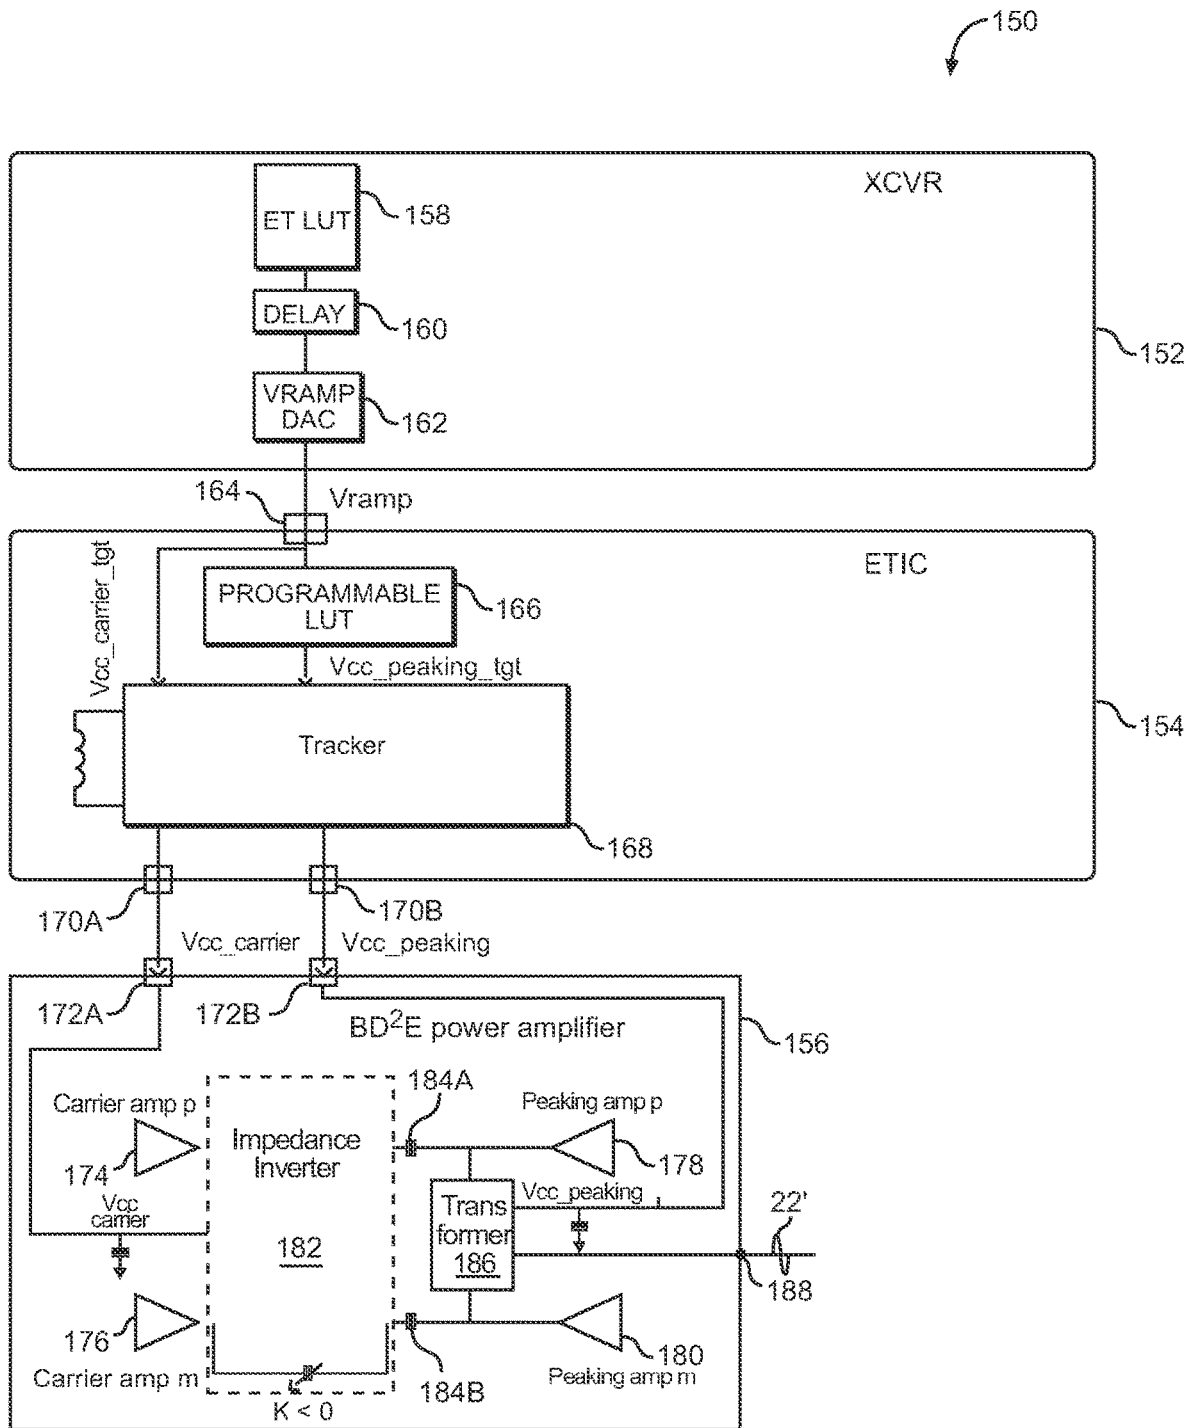 150
XCVR
ET LUT
158
DELAY
160
152
VRAMP
DAC
162
164
Vramp
Vcc_carrier_tgt
ETIC
PROGRAMMABLE
LUT
166
Vcc_peaking_tgt
154
Tracker
168
170A
170B
Vcc_carrier
Vcc_peaking
172A
172B
BD²E power amplifier
156
184A
Carrier amp p
Peaking amp p
Impedance
Inverter
174
178
Vcc
carrier
Vcc_peaking
Trans
former
186
22'
182
188
176
180
Carrier amp m
184B
Peaking amp m
K < 0